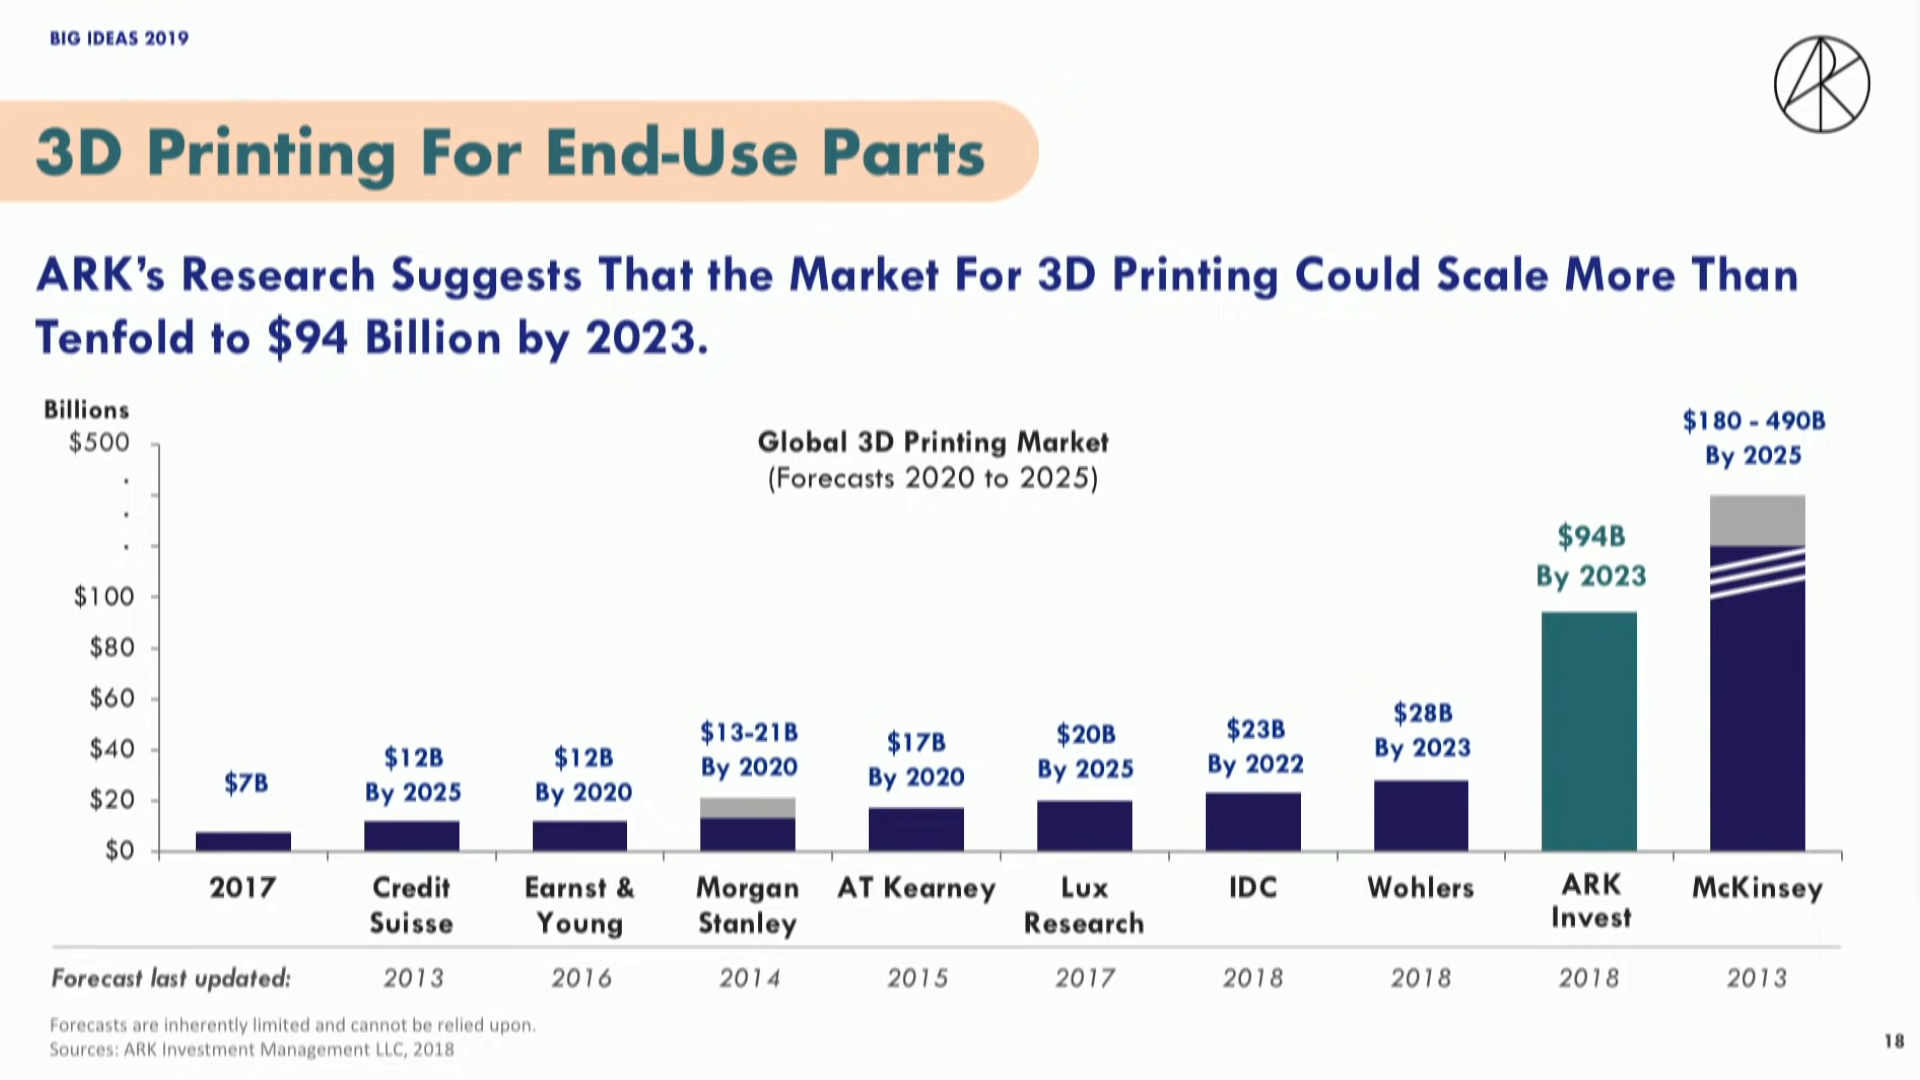 BIG IDEAS 2019
3D Printing For End-Use Parts
ARK's Research Suggests That the Market For 3D Printing Could Scale More Than
Tenfold to $94 Billion by 2023.
Billions
$500
.
.
.
$100
$80
$60
$40
$20
$0
Global 3D Printing Market
(Forecasts 2020 to 2025)
$7B
$12B
By 2025
$12B
By 2020
$13-21B
By 2020
$17B
By 2020
$20B
By 2025
$23B
By 2022
$28B
By 2023
$94B
By 2023
$180 - 490B
By 2025
2017
Credit
Suisse
Earnst &
Young
Morgan
Stanley
AT Kearney
Lux
Research
IDC
Wohlers
ARK
Invest
McKinsey
Forecast last updated: 2013 2016 2014 2015 2017 2018 2018 2018 2013
Forecasts are inherently limited and cannot be relied upon.
Sources: ARK Investment Management LLC, 2018
18